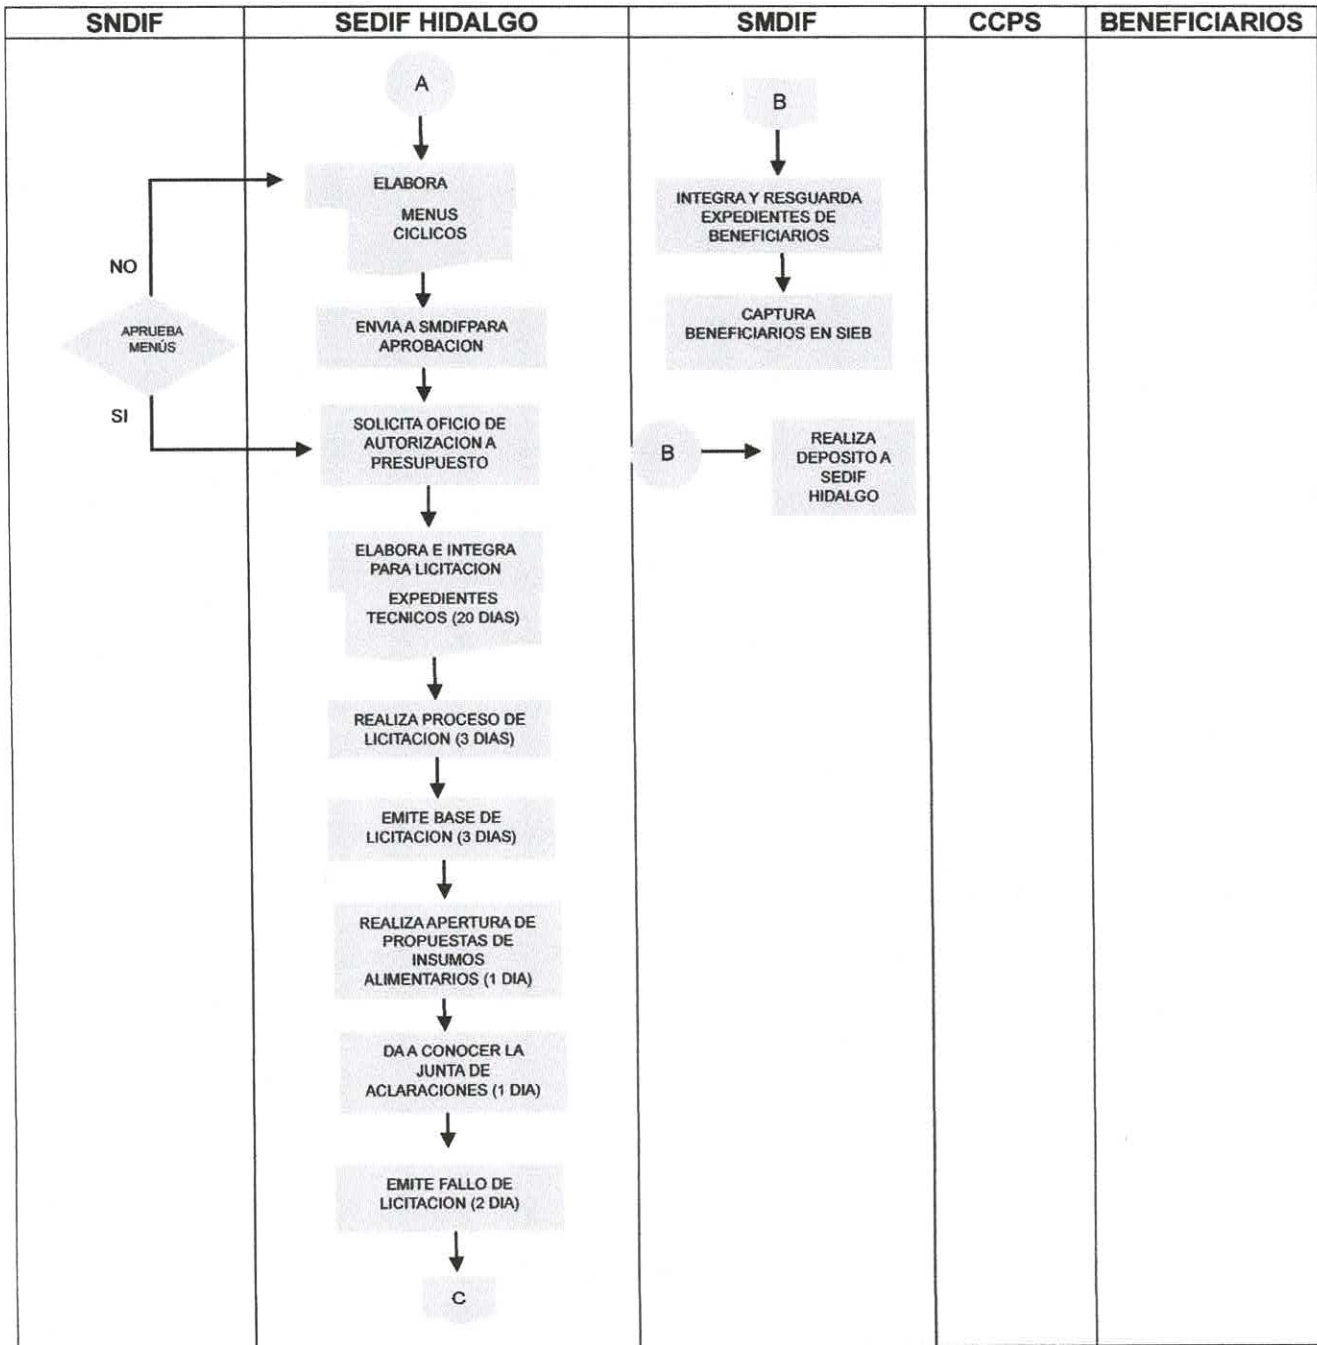 SNDIF
SEDIF HIDALGO
SMDIF
CCPS
BENEFICIARIOS
NO
APRUEBA
MENÚS
SI
A
ELABORA
MENUS
CICLICOS
ENVIA A SMDIFPARA
APROBACION
SOLICITA OFICIO DE
AUTORIZACION A
PRESUPUESTO
ELABORA E INTEGRA
PARA LICITACION
EXPEDIENTES
TECNICOS (20 DIAS)
REALIZA PROCESO DE
LICITACION (3 DIAS)
EMITE BASE DE
LICITACION (3 DIAS)
REALIZA APERTURA DE
PROPUESTAS DE
INSUMOS
ALIMENTARIOS (1 DIA)
DA A CONOCER LA
JUNTA DE
ACLARACIONES (1 DIA)
EMITE FALLO DE
LICITACION (2 DIA)
C
B
INTEGRA Y RESGUARDA
EXPEDIENTES DE
BENEFICIARIOS
CAPTURA
BENEFICIARIOS EN SIEB
B
REALIZA
DEPOSITO A
SEDIF
HIDALGO